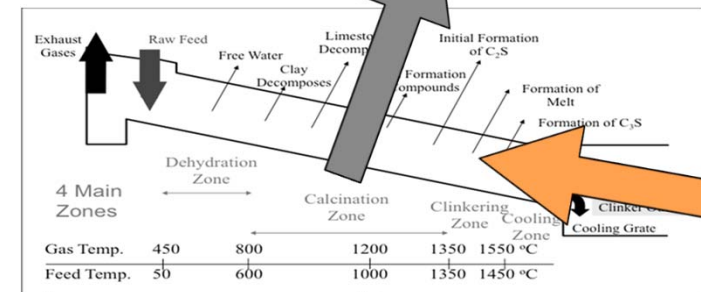 Exhaust
Gases
Raw Feed
Free Water
Clay
Decomposes
Initial Formation
of C₂S
Formation
Formation of
Melt
Formation of C₃S
Dehydration
Zone
4 Main
Zones
Calcination
Zone
Clinkering
Zone
Cooling
Zone
Clinker
Cooling Grate
Gas Temp. 450 800 1200 1350 1550 ºC
Feed Temp. 50 600 1000 1350 1450 ºC